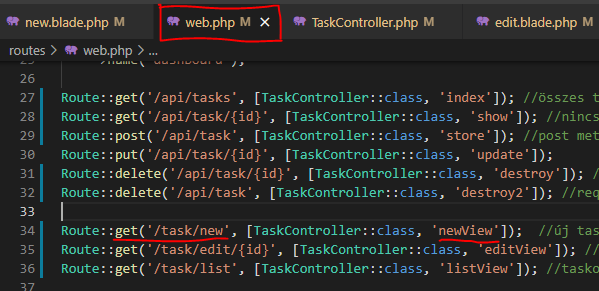 new.blade.php M web.php M × TaskController.php M edit.blade.php M
routes > web.php > ...
27 Route::get('/api/tasks', [TaskController::class, 'index']); //összes t
28 Route::get('/api/task/{id}', [TaskController::class, 'show']); //nincs
29 Route::post('/api/task', [TaskController::class, 'store']); //post met
30 Route::put('/api/task/{id}', [TaskController::class, 'update']);
31 Route::delete('/api/task/{id}', [TaskController::class, 'destroy']); /
32 Route::delete('/api/task', [TaskController::class, 'destroy2']); //req
33
34 Route::get('/task/new', [TaskController::class, 'newView']); //új tas
35 Route::get('/task/edit/{id}', [TaskController::class, 'editView']); //
36 Route::get('/task/list', [TaskController::class, 'listView']); //tasko